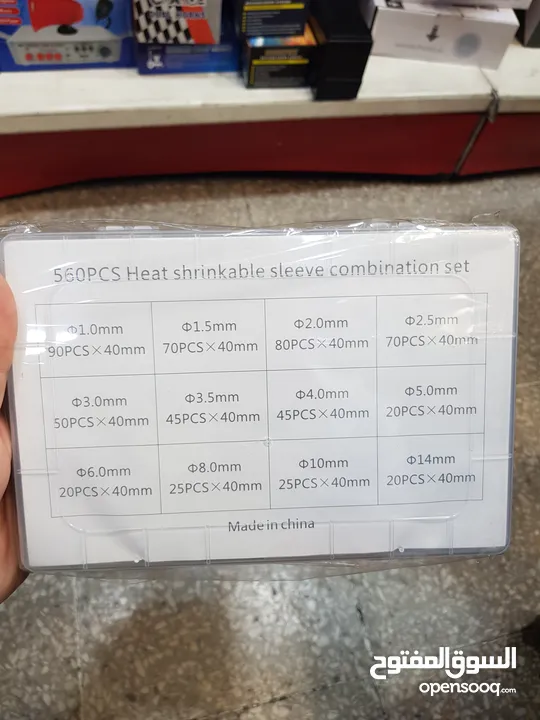 560PCS Heat shrinkable sleeve combination set
Φ1.0mm
90PCS×40mm
Φ1.5mm
70PCS×40mm
Φ2.0mm
80PCS×40mm
Φ2.5mm
70PCS×40mm
Φ3.0mm
50PCS×40mm
Φ3.5mm
45PCS×40mm
Φ4.0mm
45PCS×40mm
Φ5.0mm
20PCS×40mm
Φ6.0mm
20PCS×40mm
Φ8.0mm
25PCS×40mm
Φ10mm
25PCS×40mm
Φ14mm
20PCS×40mm
Made in china
السوق المفتوح
opensooq.com